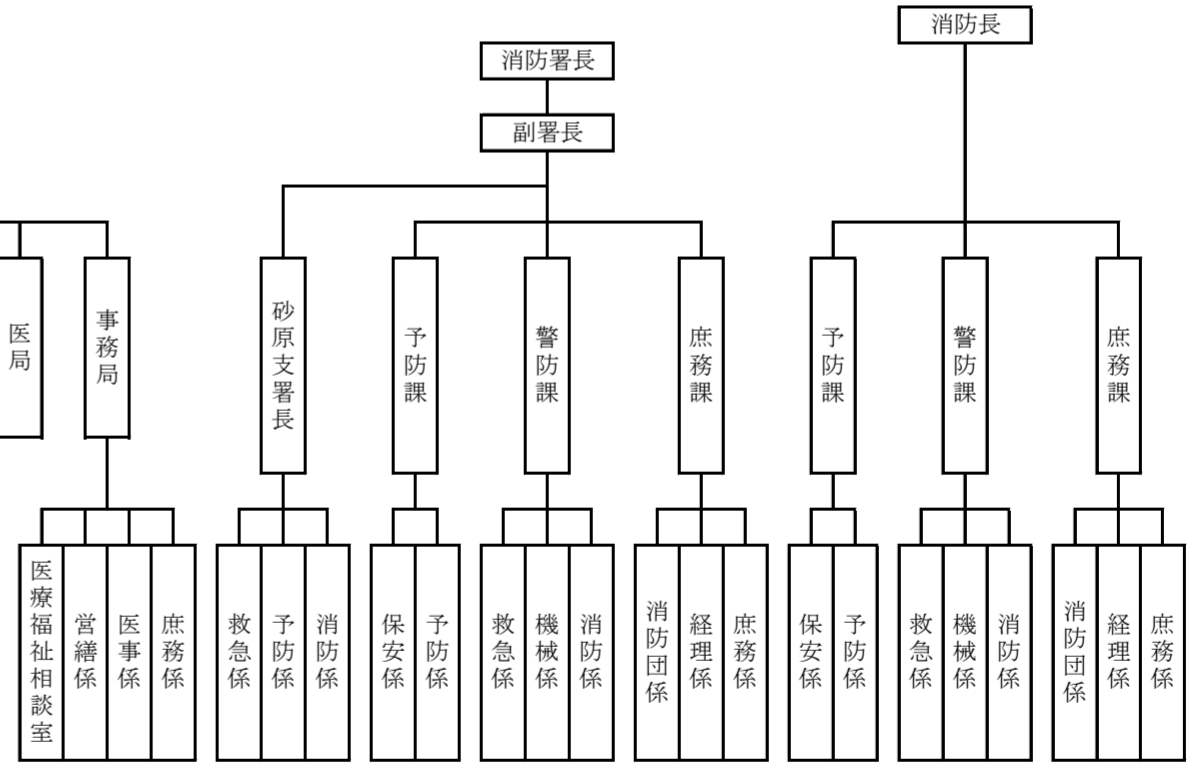 消防長
消防署長
副署長
医局
事務局
砂原支署長
予防課
警防課
庶務課
予防課
警防課
庶務課
医療福祉相談室
営繕係
医事係
庶務係
救急係
予防係
消防係
保安係
予防係
救急係
機械係
消防係
消防団係
経理係
庶務係
保安係
予防係
救急係
機械係
消防係
消防団係
経理係
庶務係